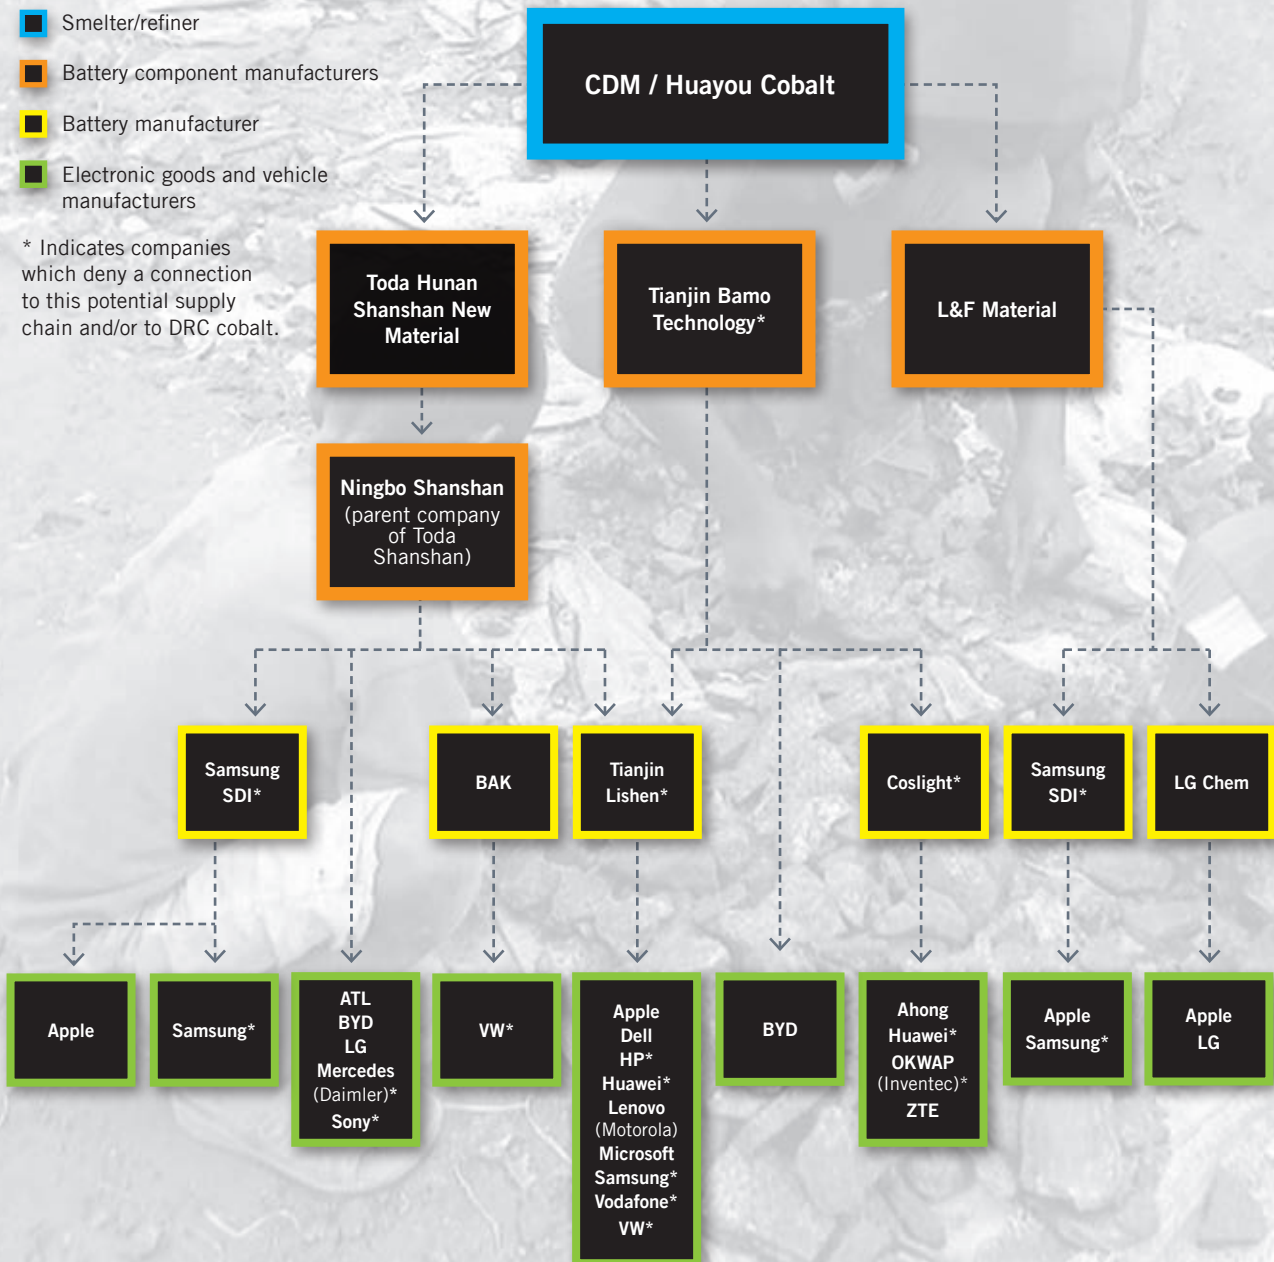 Smelter/refiner
Battery component manufacturers
Battery manufacturer
Electronic goods and vehicle
manufacturers
* Indicates companies
which deny a connection
to this potential supply
chain and/or to DRC cobalt.
CDM / Huayou Cobalt
Toda Hunan
Shanshan New
Material
Tianjin Bamo
Technology*
L&F Material
Ningbo Shanshan
(parent company
of Toda
Shanshan)
Samsung
SDI*
BAK
Tianjin
Lishen*
Coslight*
Samsung
SDI*
LG Chem
Apple
Samsung*
ATL
BYD
LG
Mercedes
(Daimler)*
Sony*
VW*
Apple
Dell
HP*
Huawei*
Lenovo
(Motorola)
Microsoft
Samsung*
Vodafone*
VW*
BYD
Ahong
Huawei*
OKWAP
(Inventec)*
ZTE
Apple
Samsung*
Apple
LG